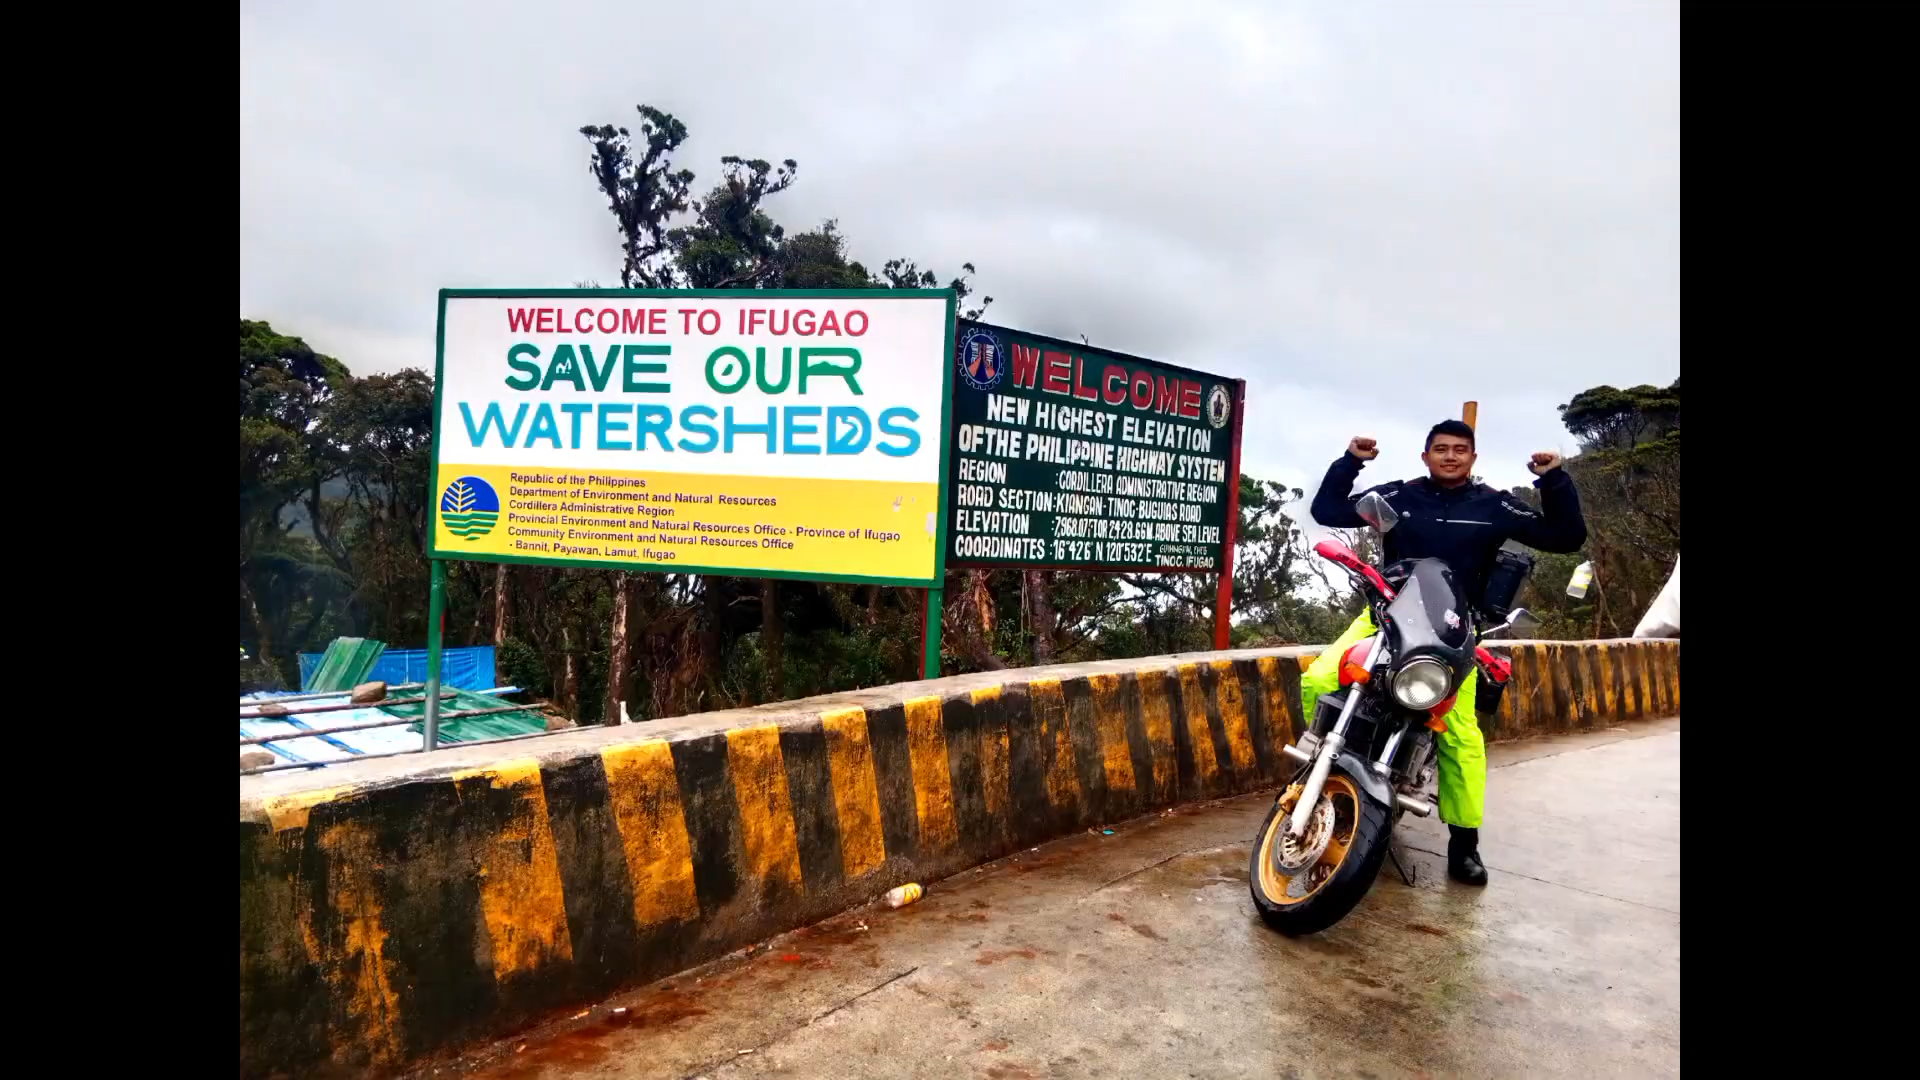 WELCOME TO IFUGAO
SAVE OUR
WATERSHEDS
Republic of the Philippines
Department of Environment and Natural Resources
Cordillera Administrative Region
Provincial Environment and Natural Resources Office - Province of Ifugao
Community Environment and Natural Resources Office
- Bannit, Payawan, Lamut, Ifugao
WELCOME
NEW HIGHEST ELEVATION
OF THE PHILIPPINE HIGHWAY SYSTEM
REGION :CORDILLERA ADMINISTRATIVE REGION
ROAD SECTION:KIANGAN-TINOC-BUGUIAS ROAD
ELEVATION :7,968.07FT OR 2,428.66M. ABOVE SEA LEVEL
COORDINATES :16°42'6" N, 120°53'2"E
TINOC, IFUGAO